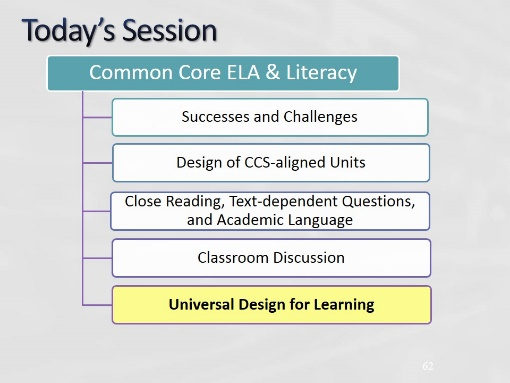 Today's Session
Common Core ELA & Literacy
Successes and Challenges
Design of CCS-aligned Units
Close Reading, Text-dependent Questions,
and Academic Language
Classroom Discussion
Universal Design for Learning
62